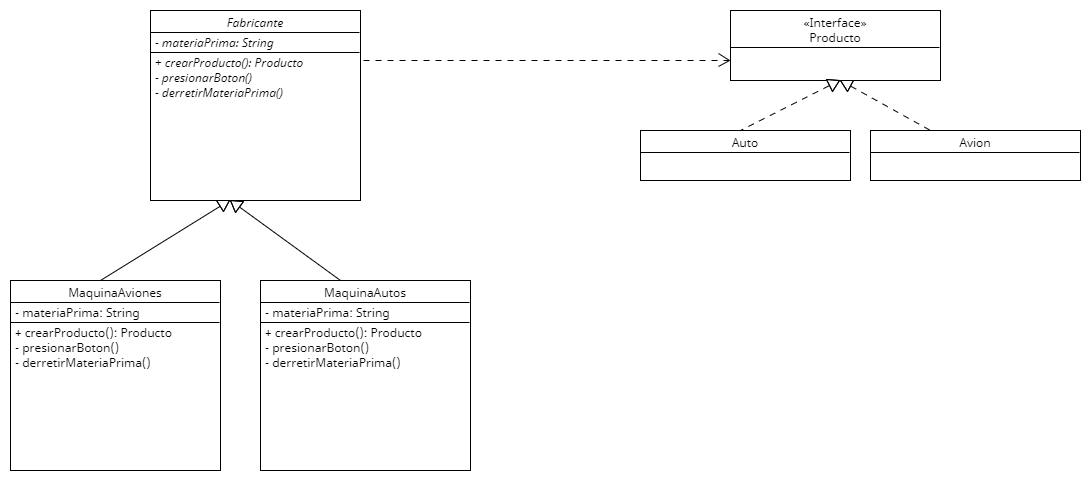 Fabricante
- materiaPrima: String
+ crearProducto(): Producto
- presionarBoton()
- derretirMateriaPrima()
«Interface»
Producto
Auto
Avion
MaquinaAviones
- materiaPrima: String
+ crearProducto(): Producto
- presionarBoton()
- derretirMateriaPrima()
MaquinaAutos
- materiaPrima: String
+ crearProducto(): Producto
- presionarBoton()
- derretirMateriaPrima()